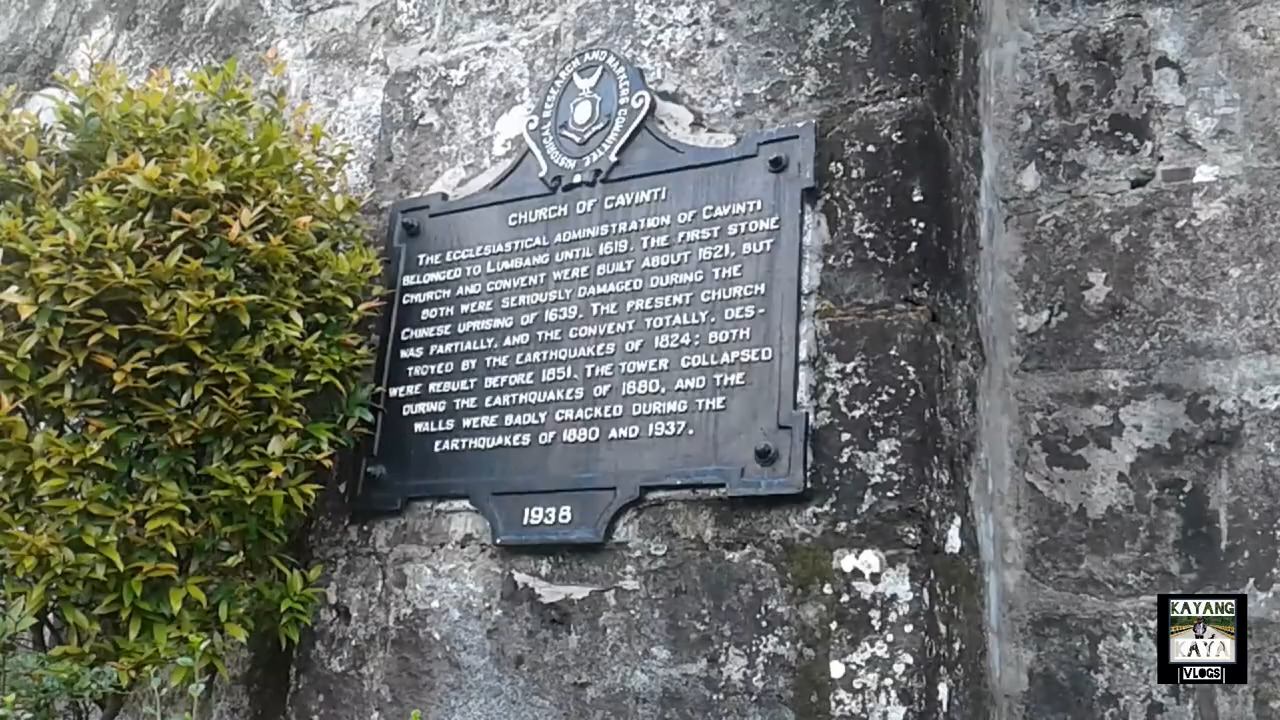 HISTORICAL RESEARCH AND MARKERS COMMITTEE
CHURCH OF CAVINTI
THE ECCLESIASTICAL ADMINISTRATION OF CAVINTI
BELONGED TO LUMBANG UNTIL 1619. THE FIRST STONE
CHURCH AND CONVENT WERE BUILT ABOUT 1621, BUT
BOTH WERE SERIOUSLY DAMAGED DURING THE
CHINESE UPRISING OF 1639. THE PRESENT CHURCH
WAS PARTIALLY, AND THE CONVENT TOTALLY, DES-
TROYED BY THE EARTHQUAKES OF 1824; BOTH
WERE REBUILT BEFORE 1851. THE TOWER COLLAPSED
DURING THE EARTHQUAKES OF 1880, AND THE
WALLS WERE BADLY CRACKED DURING THE
EARTHQUAKES OF 1880 AND 1937.
1938
KAYANG
KAYA
VLOGS